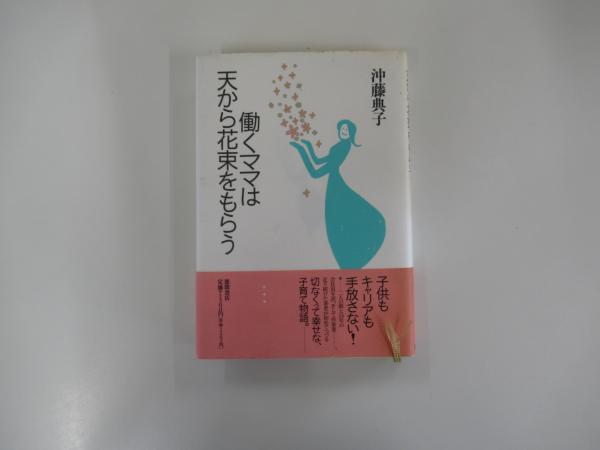 沖藤典子
働くママは
天から花束をもらう
子供も
キャリアも
手放さない!
切なくって幸せな、
子育て物語。